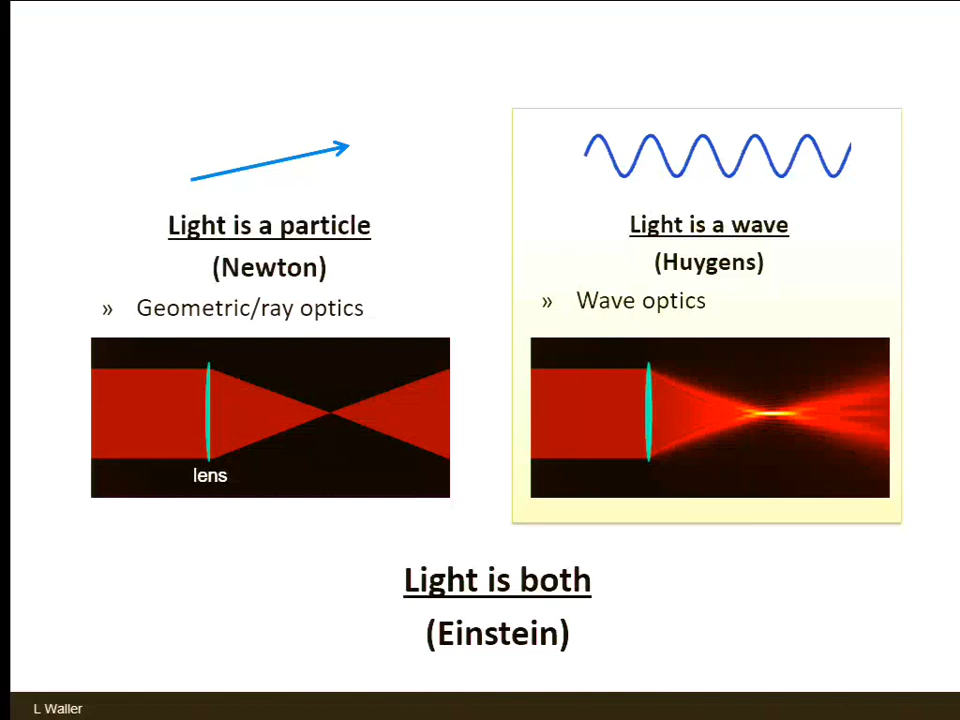 Light is a particle
(Newton)
» Geometric/ray optics
lens
Light is a wave
(Huygens)
» Wave optics
Light is both
(Einstein)
L Waller